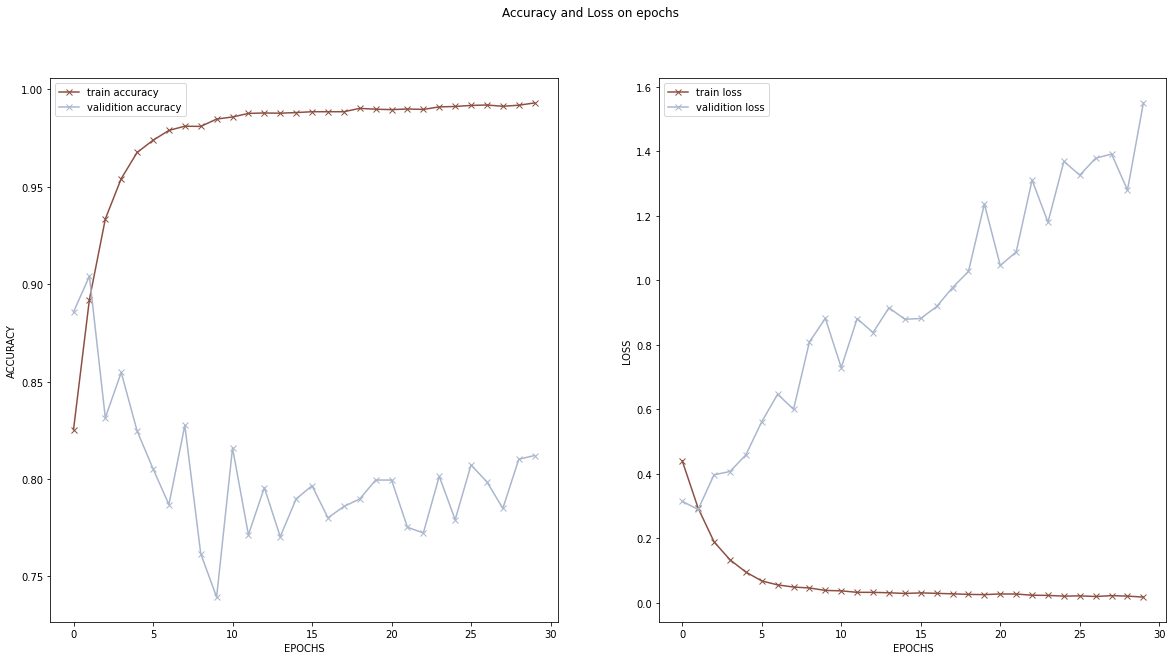 Accuracy and Loss on epochs
train accuracy
validition accuracy
1.00
0.95
0.90
0.85
0.80
0.75
ACCURACY
0 5 10 15 20 25 30
EPOCHS
train loss
validition loss
1.6
1.4
1.2
1.0
0.8
0.6
0.4
0.2
0.0
LOSS
0 5 10 15 20 25 30
EPOCHS